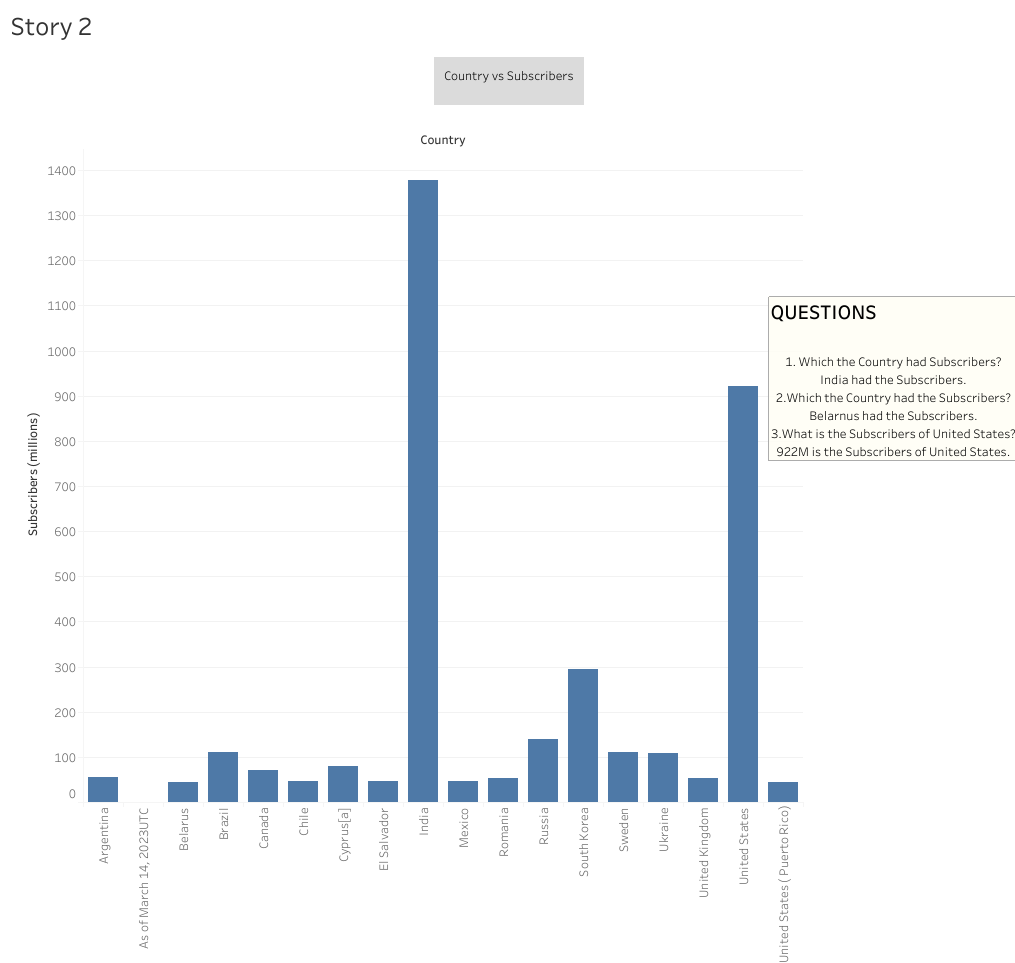 Story 2
Country vs Subscribers
Country
1400
1300
1200
1100
1000
900
800
700
600
500
400
300
200
100
0
Subscribers (millions)
Argentina
As of March 14, 2023UTC
Belarus
Brazil
Canada
Chile
Cyprus[a]
El Salvador
India
Mexico
Romania
Russia
South Korea
Sweden
Ukraine
United Kingdom
United States
United States ( Puerto Rico)
QUESTIONS
1. Which the Country had Subscribers?
India had the Subscribers.
2.Which the Country had the Subscribers?
Belarnus had the Subscribers.
3.What is the Subscribers of United States?
922M is the Subscribers of United States.